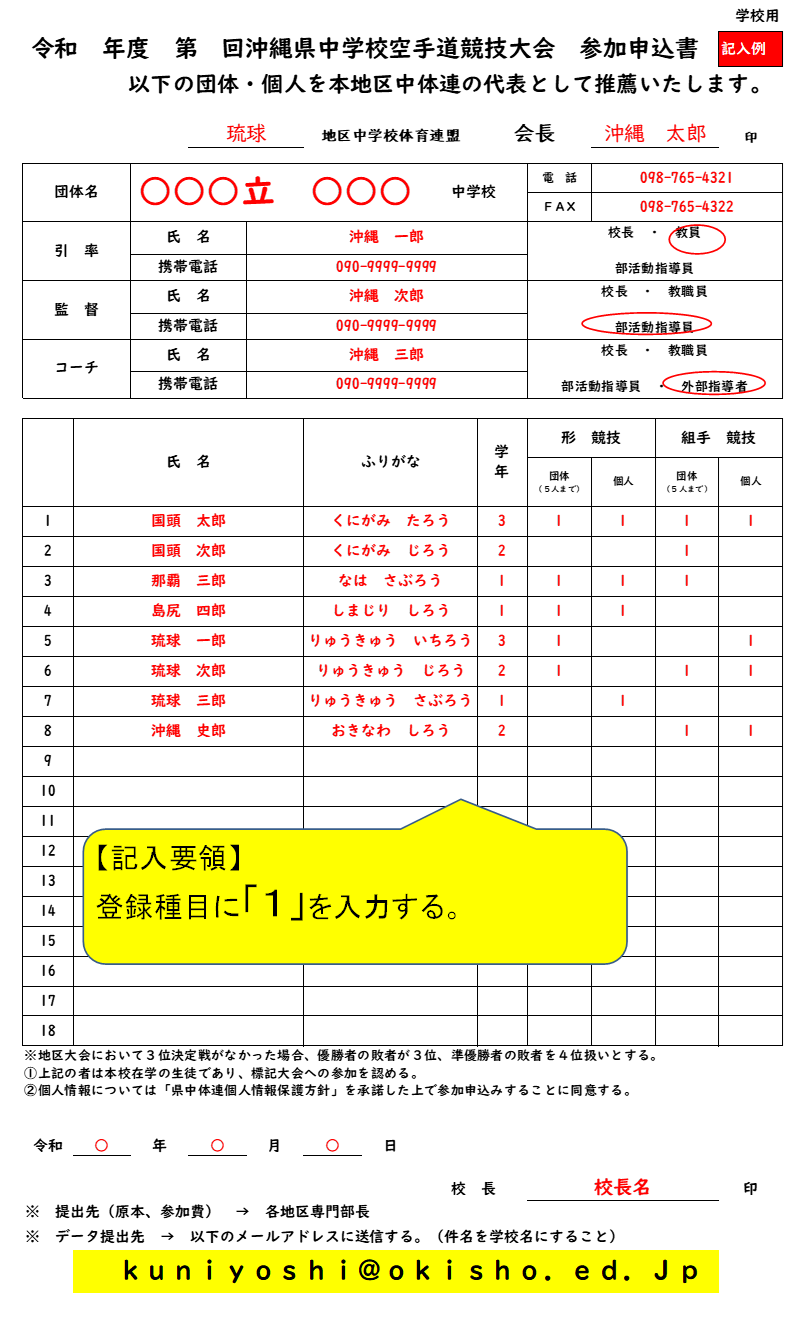 学校用
令和　年度　第　回沖縄県中学校空手道競技大会　参加申込書　記入例
以下の団体・個人を本地区中体連の代表として推薦いたします。
琉球　地区中学校体育連盟　会長　沖縄　太郎　印
団体名　〇〇〇立　〇〇〇　中学校　電　話　098-765-4321
ＦＡＸ　098-765-4322
引　率　氏　名　沖縄　一郎　校長　・　教員
携帯電話　090-9999-9999　部活動指導員
監　督　氏　名　沖縄　次郎　校長　・　教職員
携帯電話　090-9999-9999　部活動指導員
コーチ　氏　名　沖縄　三郎　校長　・　教職員
携帯電話　090-9999-9999　部活動指導員　・　外部指導者
氏　名　ふりがな　学年　形　競技　組手　競技
団体（５人まで）　個人　団体（５人まで）　個人
1　国頭　太郎　くにがみ　たろう　3　1　1　1　1
2　国頭　次郎　くにがみ　じろう　2　1
3　那覇　三郎　なは　さぶろう　1　1　1　1
4　島尻　四郎　しまじり　しろう　1　1　1
5　琉球　一郎　りゅうきゅう　いちろう　3　1　1
6　琉球　次郎　りゅうきゅう　じろう　2　1　1　1
7　琉球　三郎　りゅうきゅう　さぶろう　1　1
8　沖縄　史郎　おきなわ　しろう　2　1　1
9
10
11
12
13
14
15
16
17
18
【記入要領】
登録種目に「１」を入力する。
※地区大会において３位決定戦がなかった場合、優勝者の敗者が３位、準優勝者の敗者を４位扱いとする。
①上記の者は本校在学の生徒であり、標記大会への参加を認める。
②個人情報については「県中体連個人情報保護方針」を承諾した上で参加申込みすることに同意する。
令和　〇　年　〇　月　〇　日
校　長　校長名　印
※　提出先（原本、参加費）　→　各地区専門部長
※　データ提出先　→　以下のメールアドレスに送信する。（件名を学校名にすること）
ｋｕｎｉｙｏｓｈｉ＠ｏｋｉｓｈｏ．ｅｄ．Ｊｐ